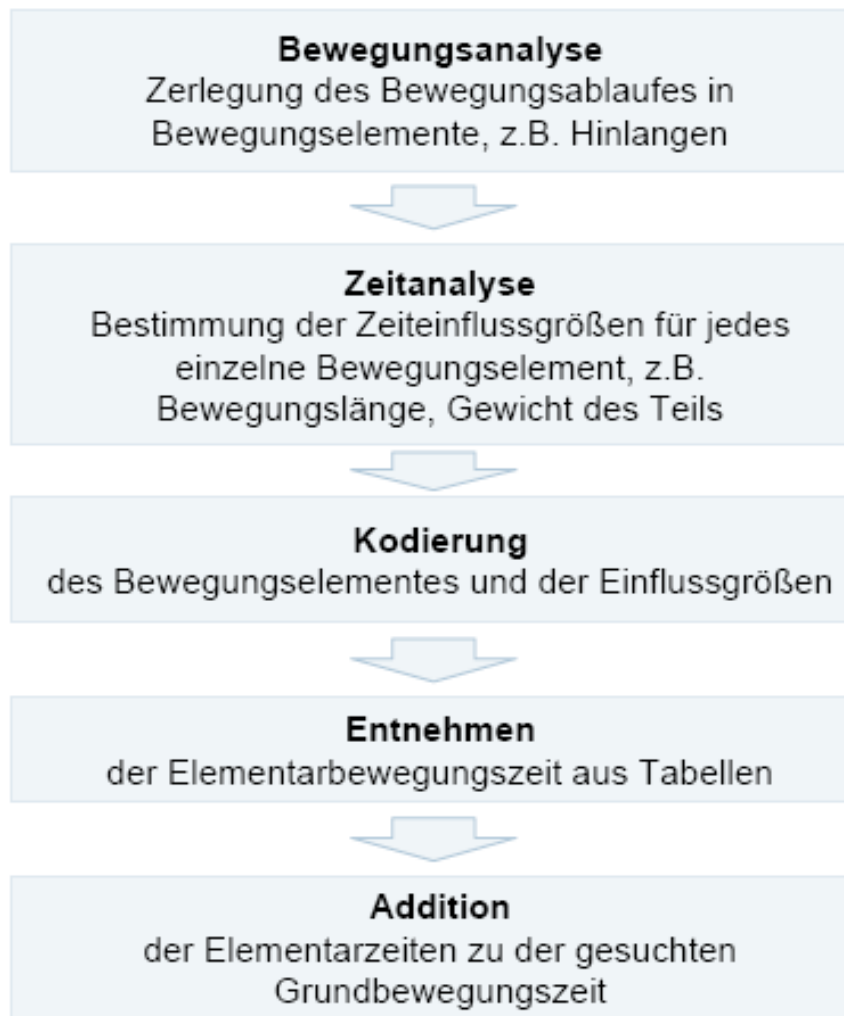 Bewegungsanalyse
Zerlegung des Bewegungsablaufes in
Bewegungselemente, z.B. Hinlangen
Zeitanalyse
Bestimmung der Zeiteinflussgrößen für jedes
einzelne Bewegungselement, z.B.
Bewegungslänge, Gewicht des Teils
Kodierung
des Bewegungselementes und der Einflussgrößen
Entnehmen
der Elementarbewegungszeit aus Tabellen
Addition
der Elementarzeiten zu der gesuchten
Grundbewegungszeit